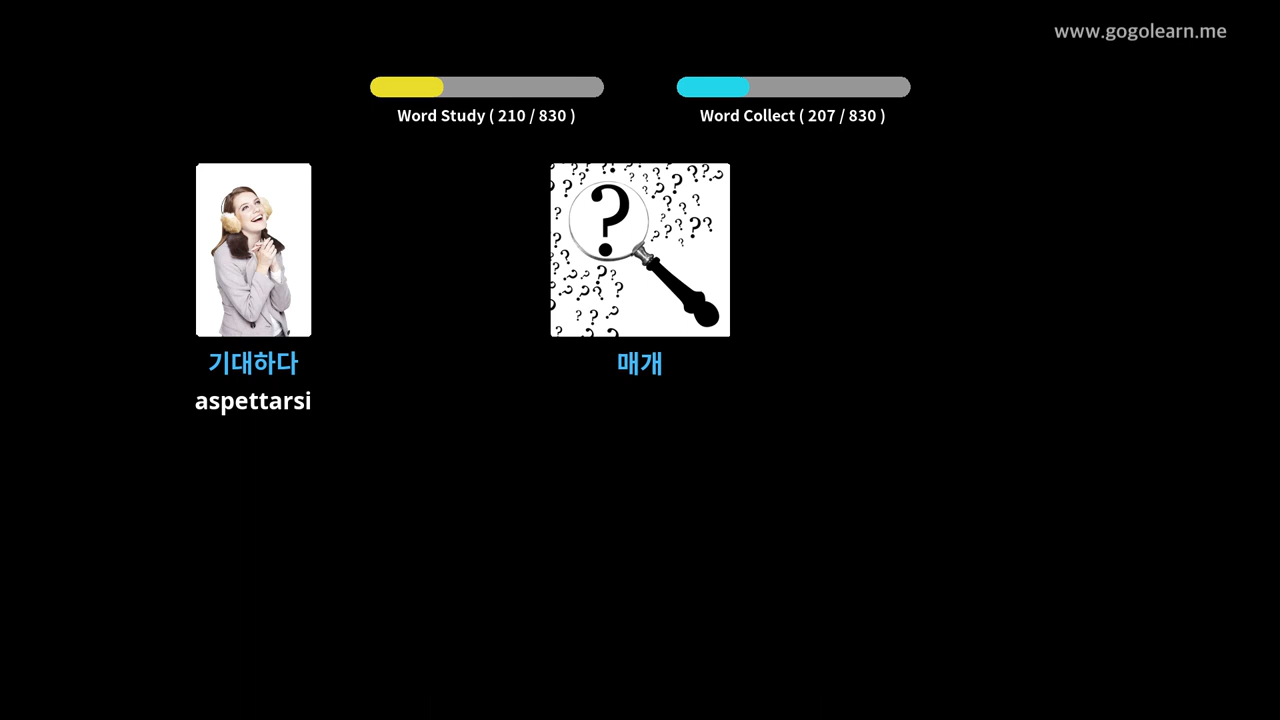 www.gogolearn.me
Word Study ( 210 / 830 )
Word Collect ( 207 / 830 )
기대하다
aspettarsi
매개